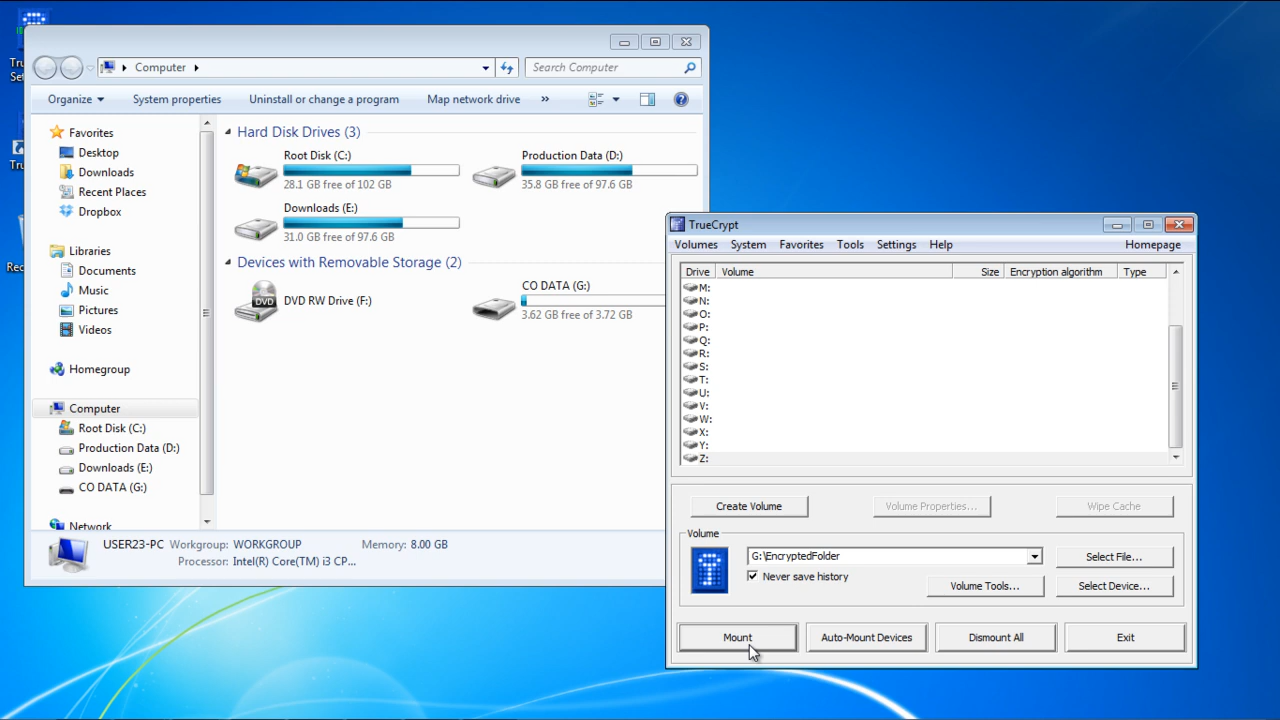 Computer
Search Computer
Organize
System properties
Uninstall or change a program
Map network drive
»
Favorites
Desktop
Downloads
Recent Places
Dropbox
Libraries
Documents
Music
Pictures
Videos
Homegroup
Computer
Root Disk (C:)
Production Data (D:)
Downloads (E:)
CO DATA (G:)
Network
Hard Disk Drives (3)
Root Disk (C:)
28.1 GB free of 102 GB
Production Data (D:)
35.8 GB free of 97.6 GB
Downloads (E:)
31.0 GB free of 97.6 GB
Devices with Removable Storage (2)
DVD
DVD RW Drive (F:)
CO DATA (G:)
3.62 GB free of 3.72 GB
USER23-PC Workgroup: WORKGROUP Memory: 8.00 GB
Processor: Intel(R) Core(TM) i3 CP...
TrueCrypt
Volumes System Favorites Tools Settings Help Homepage
Drive Volume Size Encryption algorithm Type
M:
N:
O:
P:
Q:
R:
S:
T:
U:
V:
W:
X:
Y:
Z:
Create Volume
Volume Properties...
Wipe Cache
Volume
G:\EncryptedFolder
Select File...
Never save history
Volume Tools...
Select Device...
Mount
Auto-Mount Devices
Dismount All
Exit